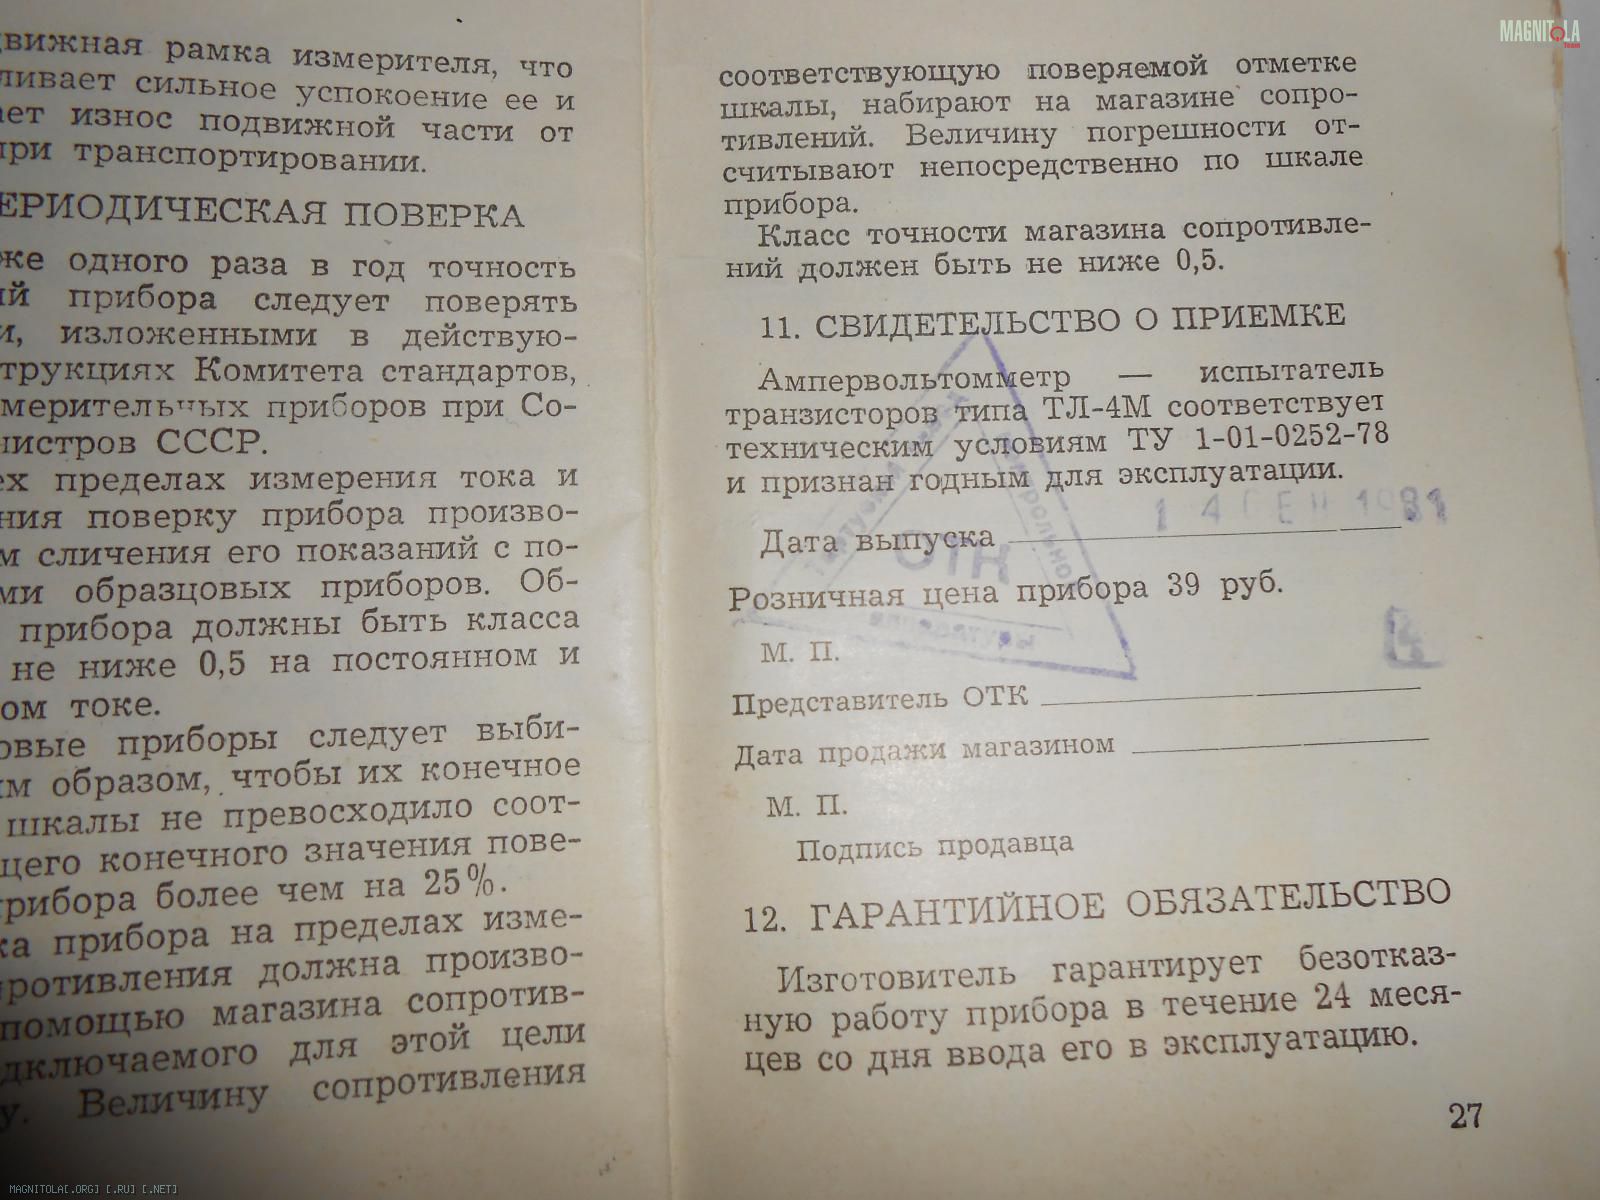 движная рамка измерителя, что
ливает сильное успокоение ее и
ает износ подвижной части от
при транспортировании.
ЕРИОДИЧЕСКАЯ ПОВЕРКА
же одного раза в год точность
ий прибора следует поверять
и, изложенными в действую-
трукциях Комитета стандартов,
мерительных приборов при Со-
нистров СССР.
ех пределах измерения тока и
ния поверку прибора произво-
м сличения его показаний с по-
ми образцовых приборов. Об-
прибора должны быть класса
не ниже 0,5 на постоянном и
ом токе.
овые приборы следует выби-
им образом, чтобы их конечное
шкалы не превосходило соот-
щего конечного значения пове-
прибора более чем на 25%.
ка прибора на пределах изме-
противления должна произво-
помощью магазина сопротив-
дключаемого для этой цели
у. Величину сопротивления
соответствующую поверяемой отметке
шкалы, набирают на магазине сопро-
тивлений. Величину погрешности от-
считывают непосредственно по шкале
прибора.
Класс точности магазина сопротивле-
ний должен быть не ниже 0,5.
11. СВИДЕТЕЛЬСТВО О ПРИЕМКЕ
Ампервольтомметр — испытатель
транзисторов типа ТЛ-4М соответствует
техническим условиям ТУ 1-01-0252-78
и признан годным для эксплуатации.
Дата выпуска 14 СЕН 1981
Розничная цена прибора 39 руб.
М. П.
ОТК
контрольной
аппаратуры
Представитель ОТК
Дата продажи магазином
М. П.
Подпись продавца
12. ГАРАНТИЙНОЕ ОБЯЗАТЕЛЬСТВО
Изготовитель гарантирует безотказ-
ную работу прибора в течение 24 меся-
цев со дня ввода его в эксплуатацию.
27
MAGNITOLA
Team
MAGNITOLA[.ORG] [.RU] [.NET]